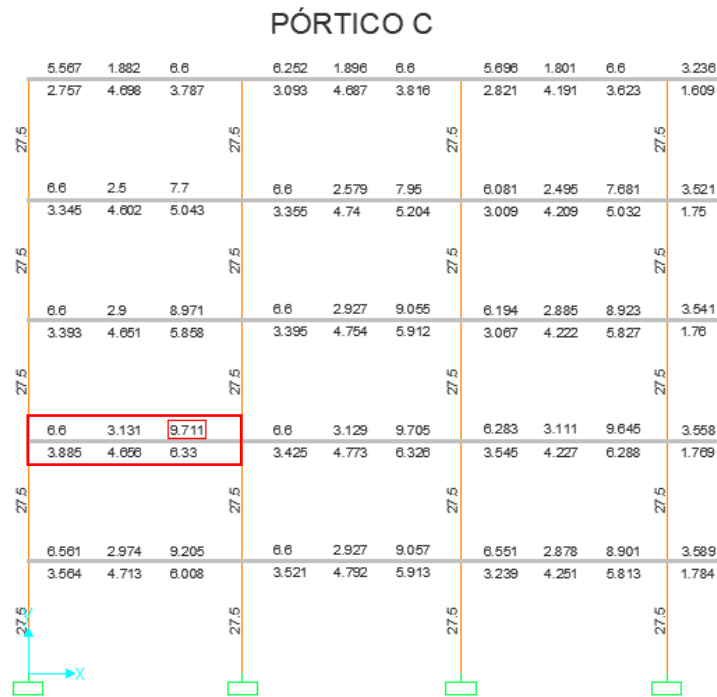 PÓRTICO C
5.567 1.882 6.6 6.252 1.896 6.6 5.696 1.801 6.6 3.236
2.757 4.698 3.787 3.093 4.687 3.816 2.821 4.191 3.623 1.609
27.5 27.5 27.5 27.5
6.6 2.5 7.7 6.6 2.579 7.95 6.081 2.495 7.681 3.521
3.345 4.602 5.043 3.355 4.74 5.204 3.009 4.209 5.032 1.75
27.5 27.5 27.5 27.5
6.6 2.9 8.971 6.6 2.927 9.055 6.194 2.885 8.923 3.541
3.393 4.651 5.858 3.395 4.754 5.912 3.067 4.222 5.827 1.76
27.5 27.5 27.5 27.5
6.6 3.131 9.711 6.6 3.129 9.705 6.283 3.111 9.645 3.558
3.885 4.656 6.33 3.425 4.773 6.326 3.545 4.227 6.288 1.769
27.5 27.5 27.5 27.5
6.561 2.974 9.205 6.6 2.927 9.057 6.551 2.878 8.901 3.589
3.564 4.713 6.008 3.521 4.792 5.913 3.239 4.251 5.813 1.784
27.5 27.5 27.5 27.5
Y
X